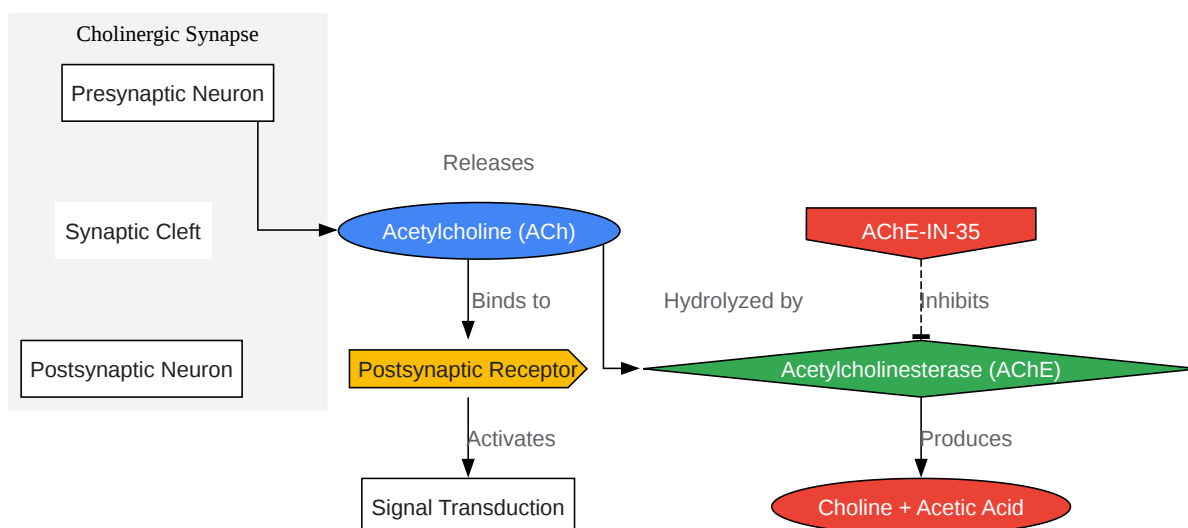 Cholinergic Synapse
Presynaptic Neuron
Releases
Synaptic Cleft
Acetylcholine (ACh)
AChE-IN-35
Binds to
Hydrolyzed by
Inhibits
Postsynaptic Neuron
Postsynaptic Receptor
Acetylcholinesterase (AChE)
Activates
Produces
Signal Transduction
Choline + Acetic Acid